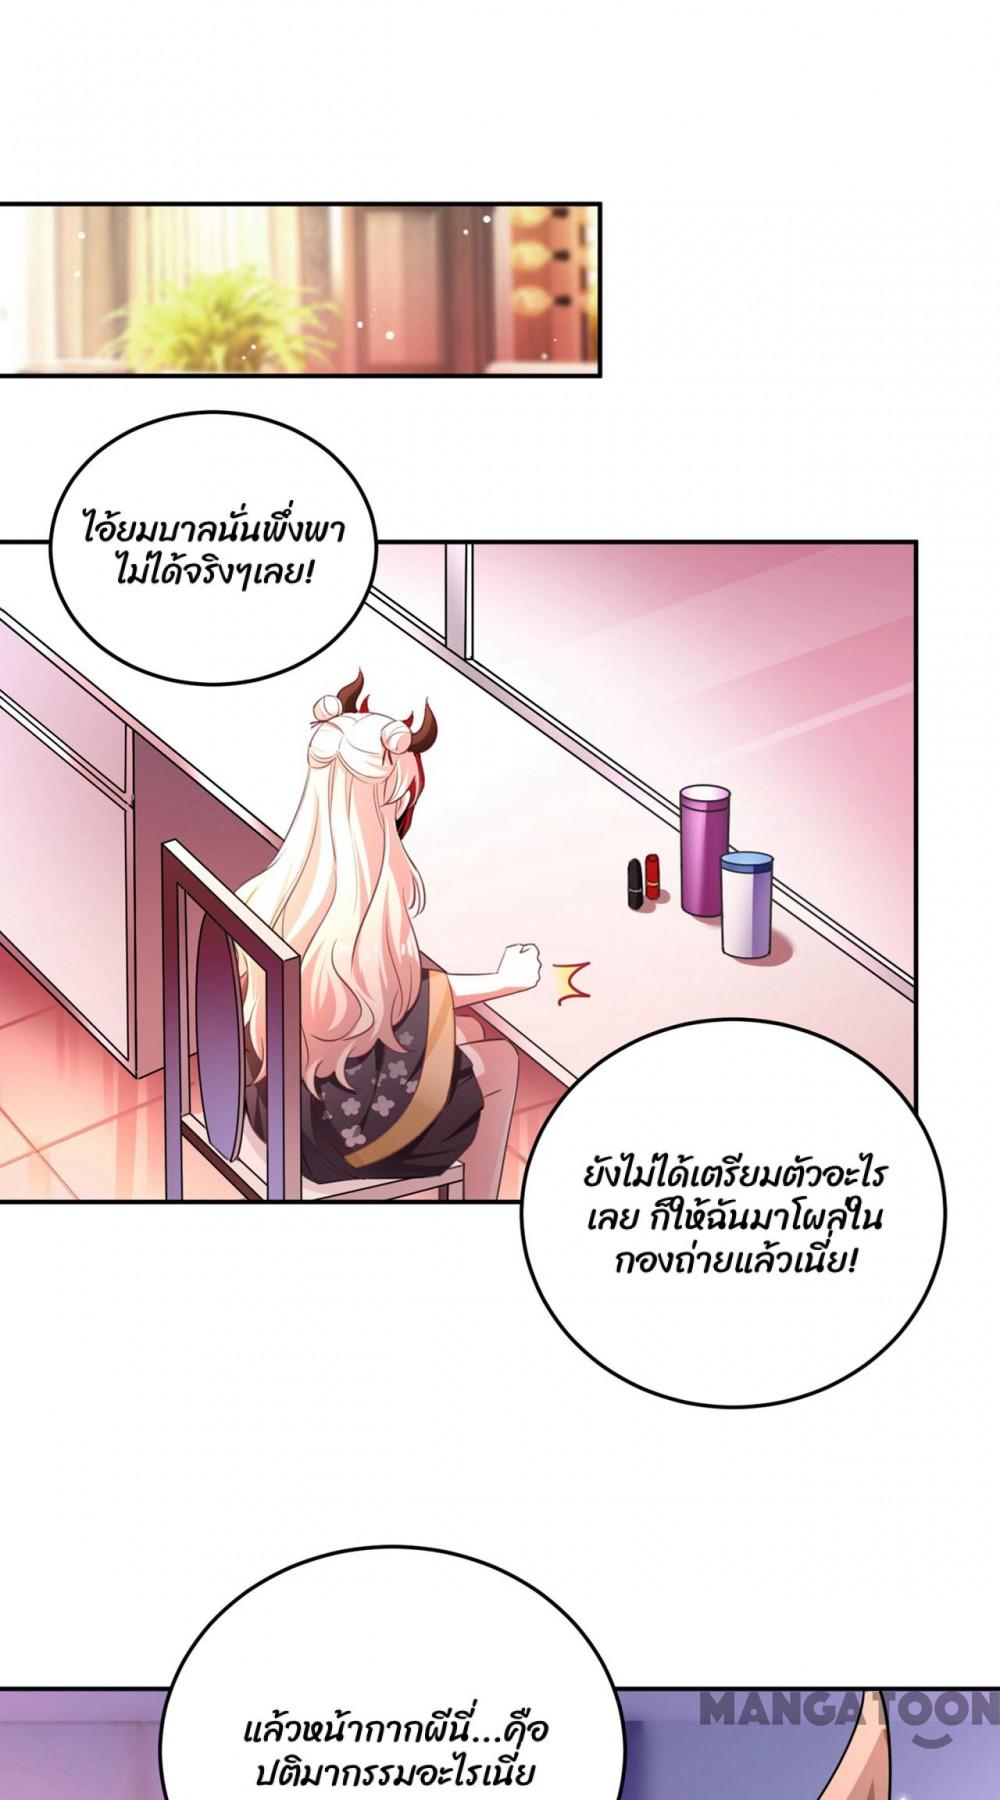 ไอ้ยมบาลนั่นพึ่งพา
ไม่ได้จริงๆเลย!
ยังไม่ได้เตรียมตัวอะไร
เลย ก็ให้ฉันมาโผล่ใน
กองถ่ายแล้วเนี่ย!
MANGATOON
แล้วหน้ากากผีนี่...คือ
ปติมากรรมอะไรเนี่ย